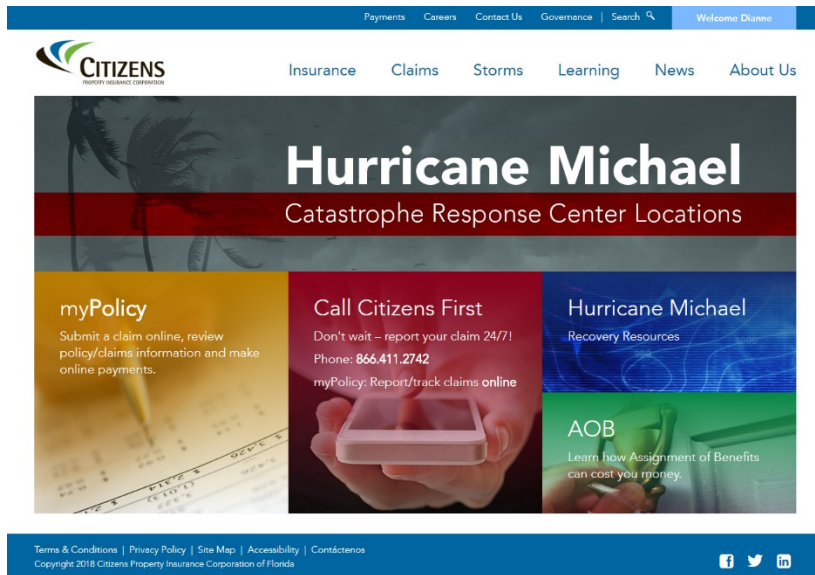 Payments Careers Contact Us Governance | Search Welcome Dianne
CITIZENS
PROPERTY INSURANCE CORPORATION
Insurance Claims Storms Learning News About Us
Hurricane Michael
Catastrophe Response Center Locations
myPolicy
Submit a claim online, review
policy/claims information and make
online payments.
Call Citizens First
Don't wait – report your claim 24/7!
Phone: 866.411.2742
myPolicy: Report/track claims online
Hurricane Michael
Recovery Resources
AOB
Learn how Assignment of Benefits
can cost you money.
Terms & Conditions | Privacy Policy | Site Map | Accessibility | Contáctenos
Copyright 2018 Citizens Property Insurance Corporation of Florida